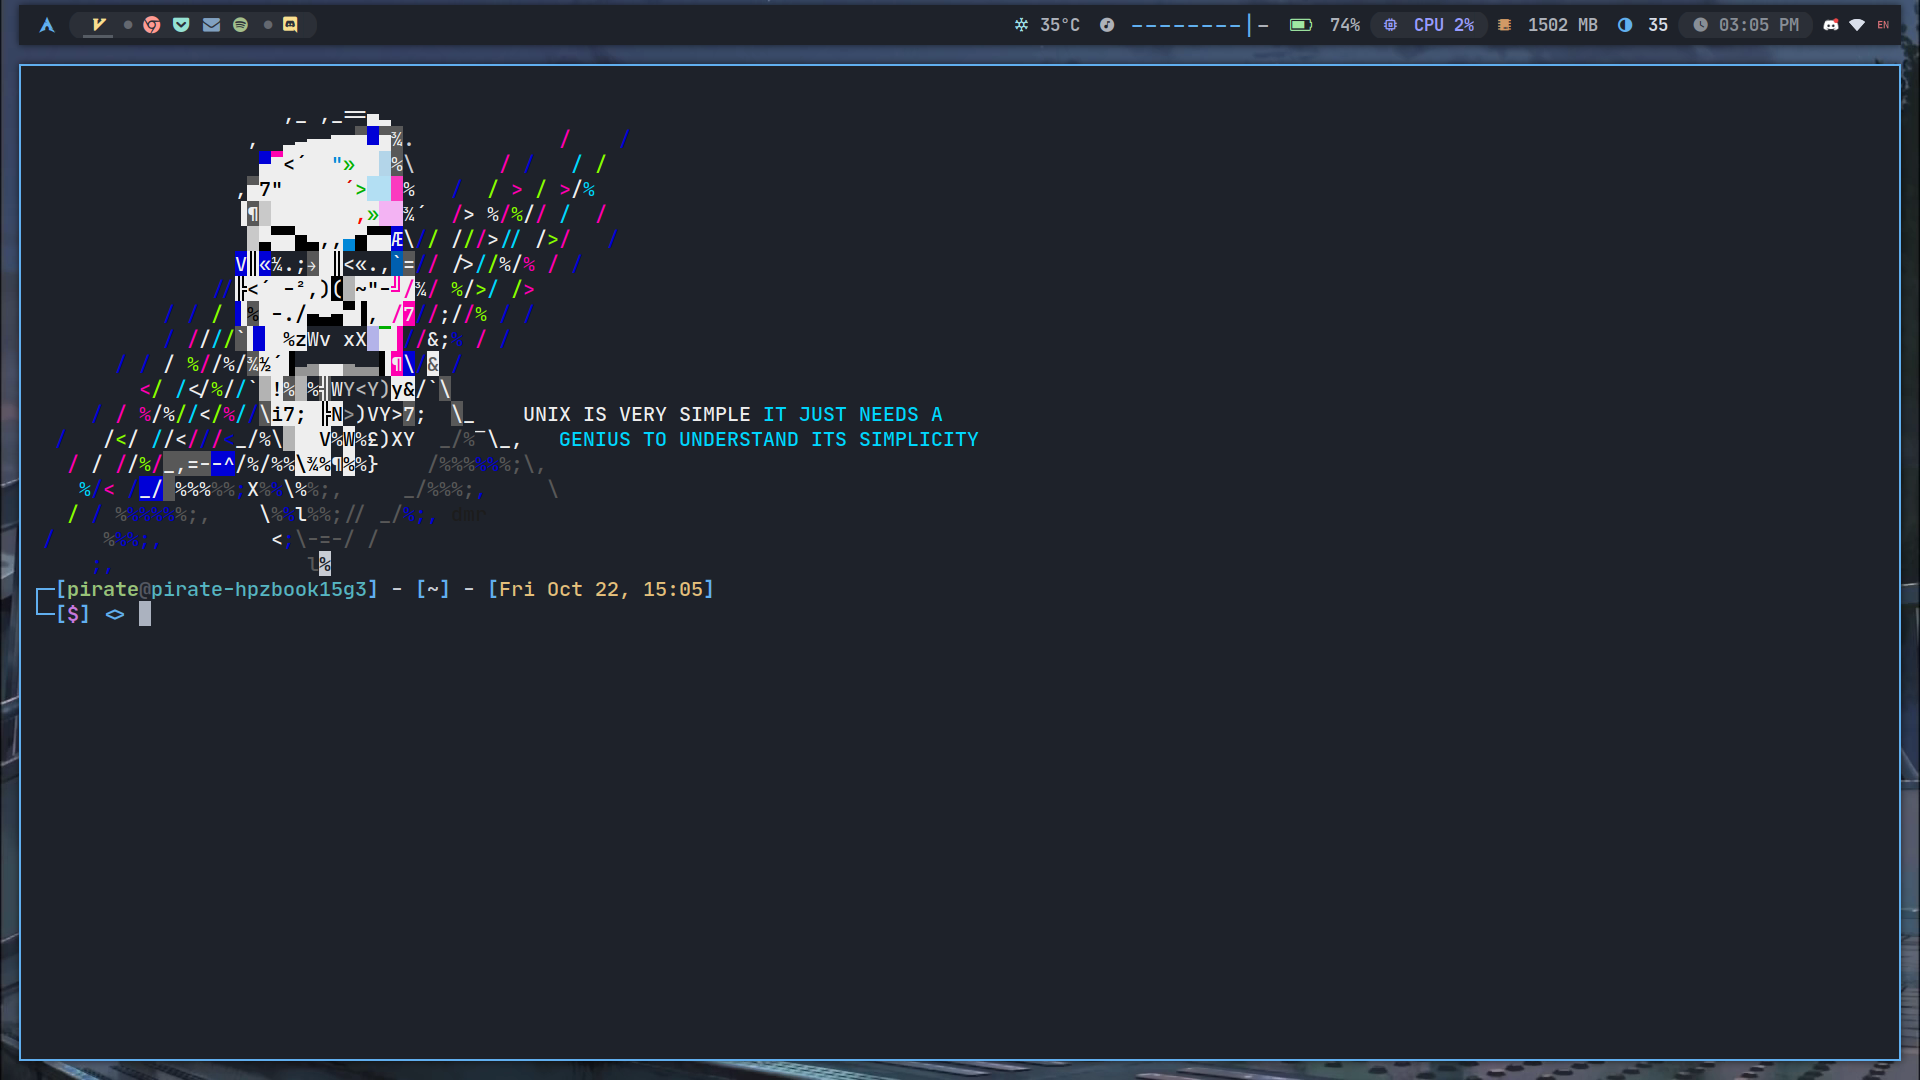 35°C 74% CPU 2% 1502 MB 35 03:05 PM EN
UNIX IS VERY SIMPLE IT JUST NEEDS A
GENIUS TO UNDERSTAND ITS SIMPLICITY
dmr
[pirate@pirate-hpzbook15g3] - [~] - [Fri Oct 22, 15:05]
[$] <>